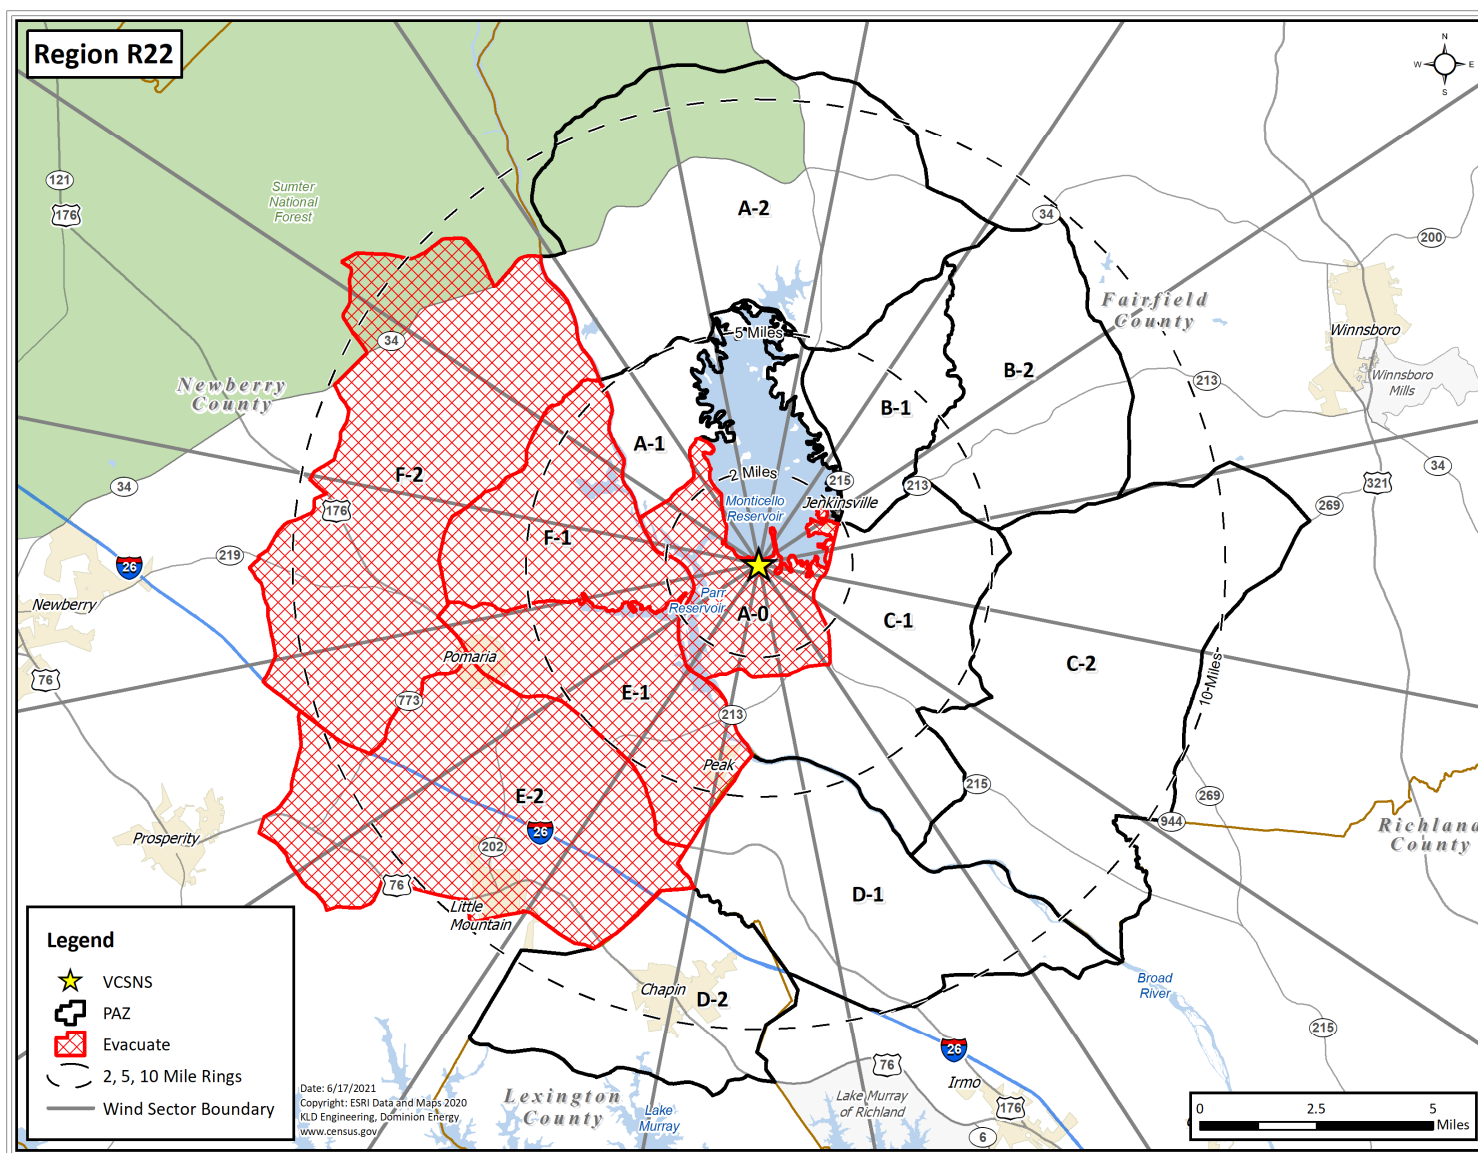 Region R22
N
W E
S
121
176
Sumter
National
Forest
A-2
34
200
Fairfield
County
Winnsboro
Winnsboro
Mills
34
5 Miles
Newberry
County
B-2
213
B-1
A-1
F-2
2 Miles
215
213
34
321
34
Monticello
Reservoir
Jenkinsville
269
176
F-1
219
26
Newberry
Parr
Reservoir
A-0
C-1
Pomaria
C-2
76
E-1
773
213
10 Miles
Peak
215
269
E-2
26
944
Richland
County
Prosperity
202
76
D-1
Little
Mountain
Legend
VCSNS
PAZ
Evacuate
2, 5, 10 Mile Rings
Wind Sector Boundary
Chapin
D-2
Broad
River
215
26
76
Irmo
176
6
Date: 6/17/2021
Copyright: ESRI Data and Maps 2020
KLD Engineering, Dominion Energy
www.census.gov
Lexington
County
Lake
Murray
Lake Murray
of Richland
0 2.5 5
Miles